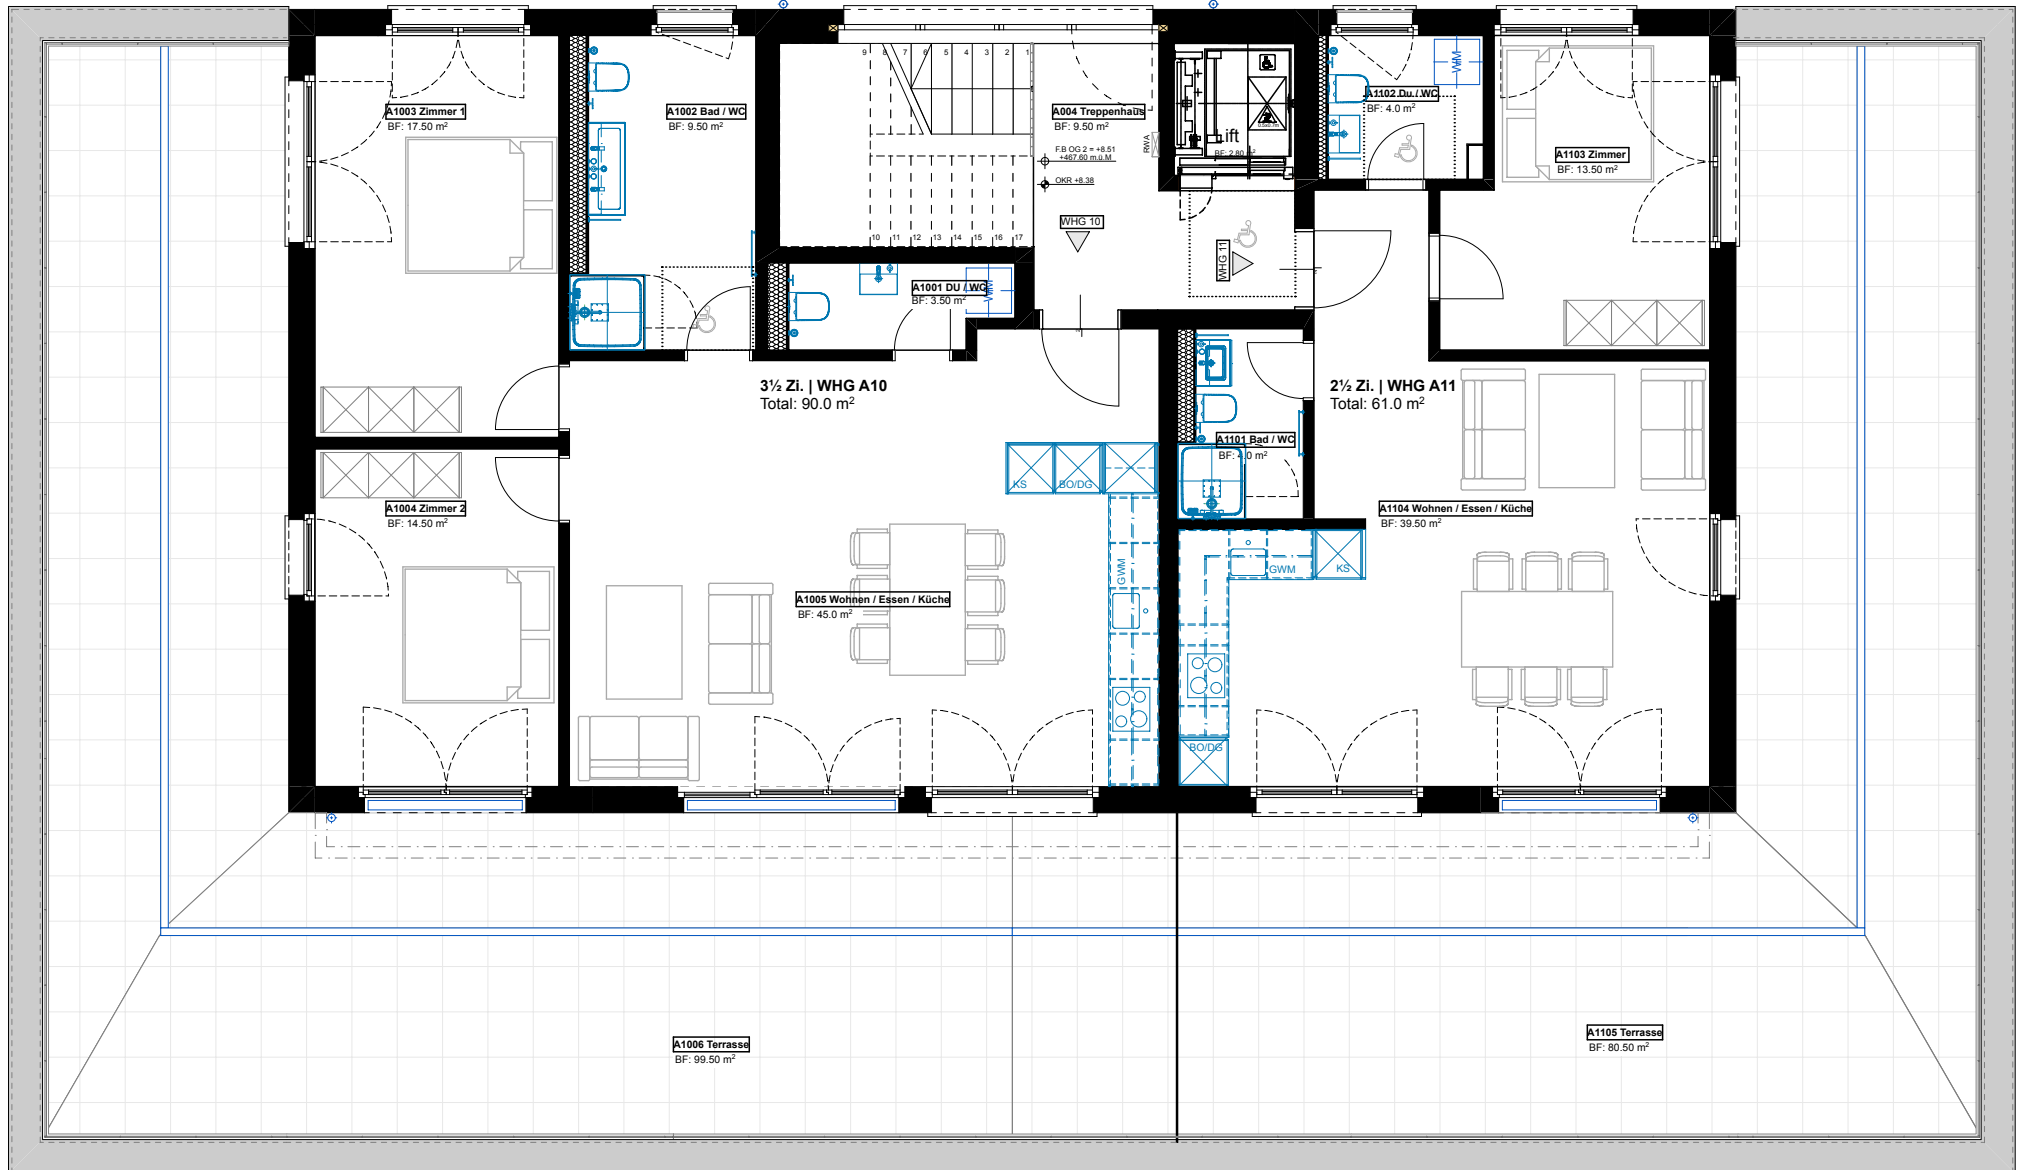 A1003 Zimmer 1
BF: 17.50 m²
A1002 Bad / WC
BF: 9.50 m²
9 8 7 6 5 4 3 2 1
A004 Treppenhaus
BF: 9.50 m²
F.B OG 2 = +8.51
+467.60 m.ü.M
OKR +8.38
RWA
Lift
BF: 2.80 m²
A1102 Du / WC
BF: 4.0 m²
WM
A1103 Zimmer
BF: 13.50 m²
10 11 12 13 14 15 16 17
WHG 10
WHG 11
A1001 DU / WC
BF: 3.50 m²
WM
3½ Zi. | WHG A10
Total: 90.0 m²
2½ Zi. | WHG A11
Total: 61.0 m²
A1101 Bad / WC
BF: 4.0 m²
KS
BO/DG
A1004 Zimmer 2
BF: 14.50 m²
A1104 Wohnen / Essen / Küche
BF: 39.50 m²
GWM
GWM
KS
A1005 Wohnen / Essen / Küche
BF: 45.0 m²
BO/DG
A1006 Terrasse
BF: 99.50 m²
A1105 Terrasse
BF: 80.50 m²